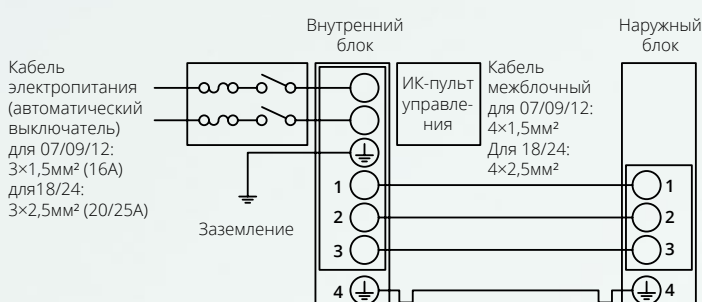 Внутренний
блок
Наружный
блок
Кабель
электропитания
(автоматический
выключатель)
для 07/09/12:
3×1,5мм² (16А)
для18/24:
3×2,5мм² (20/25А)
Заземление
ИК-пульт
управле-
ния
Кабель
межблочный
для 07/09/12:
4×1,5мм²
Для 18/24:
4×2,5мм²
1
2
3
4
1
2
3
4